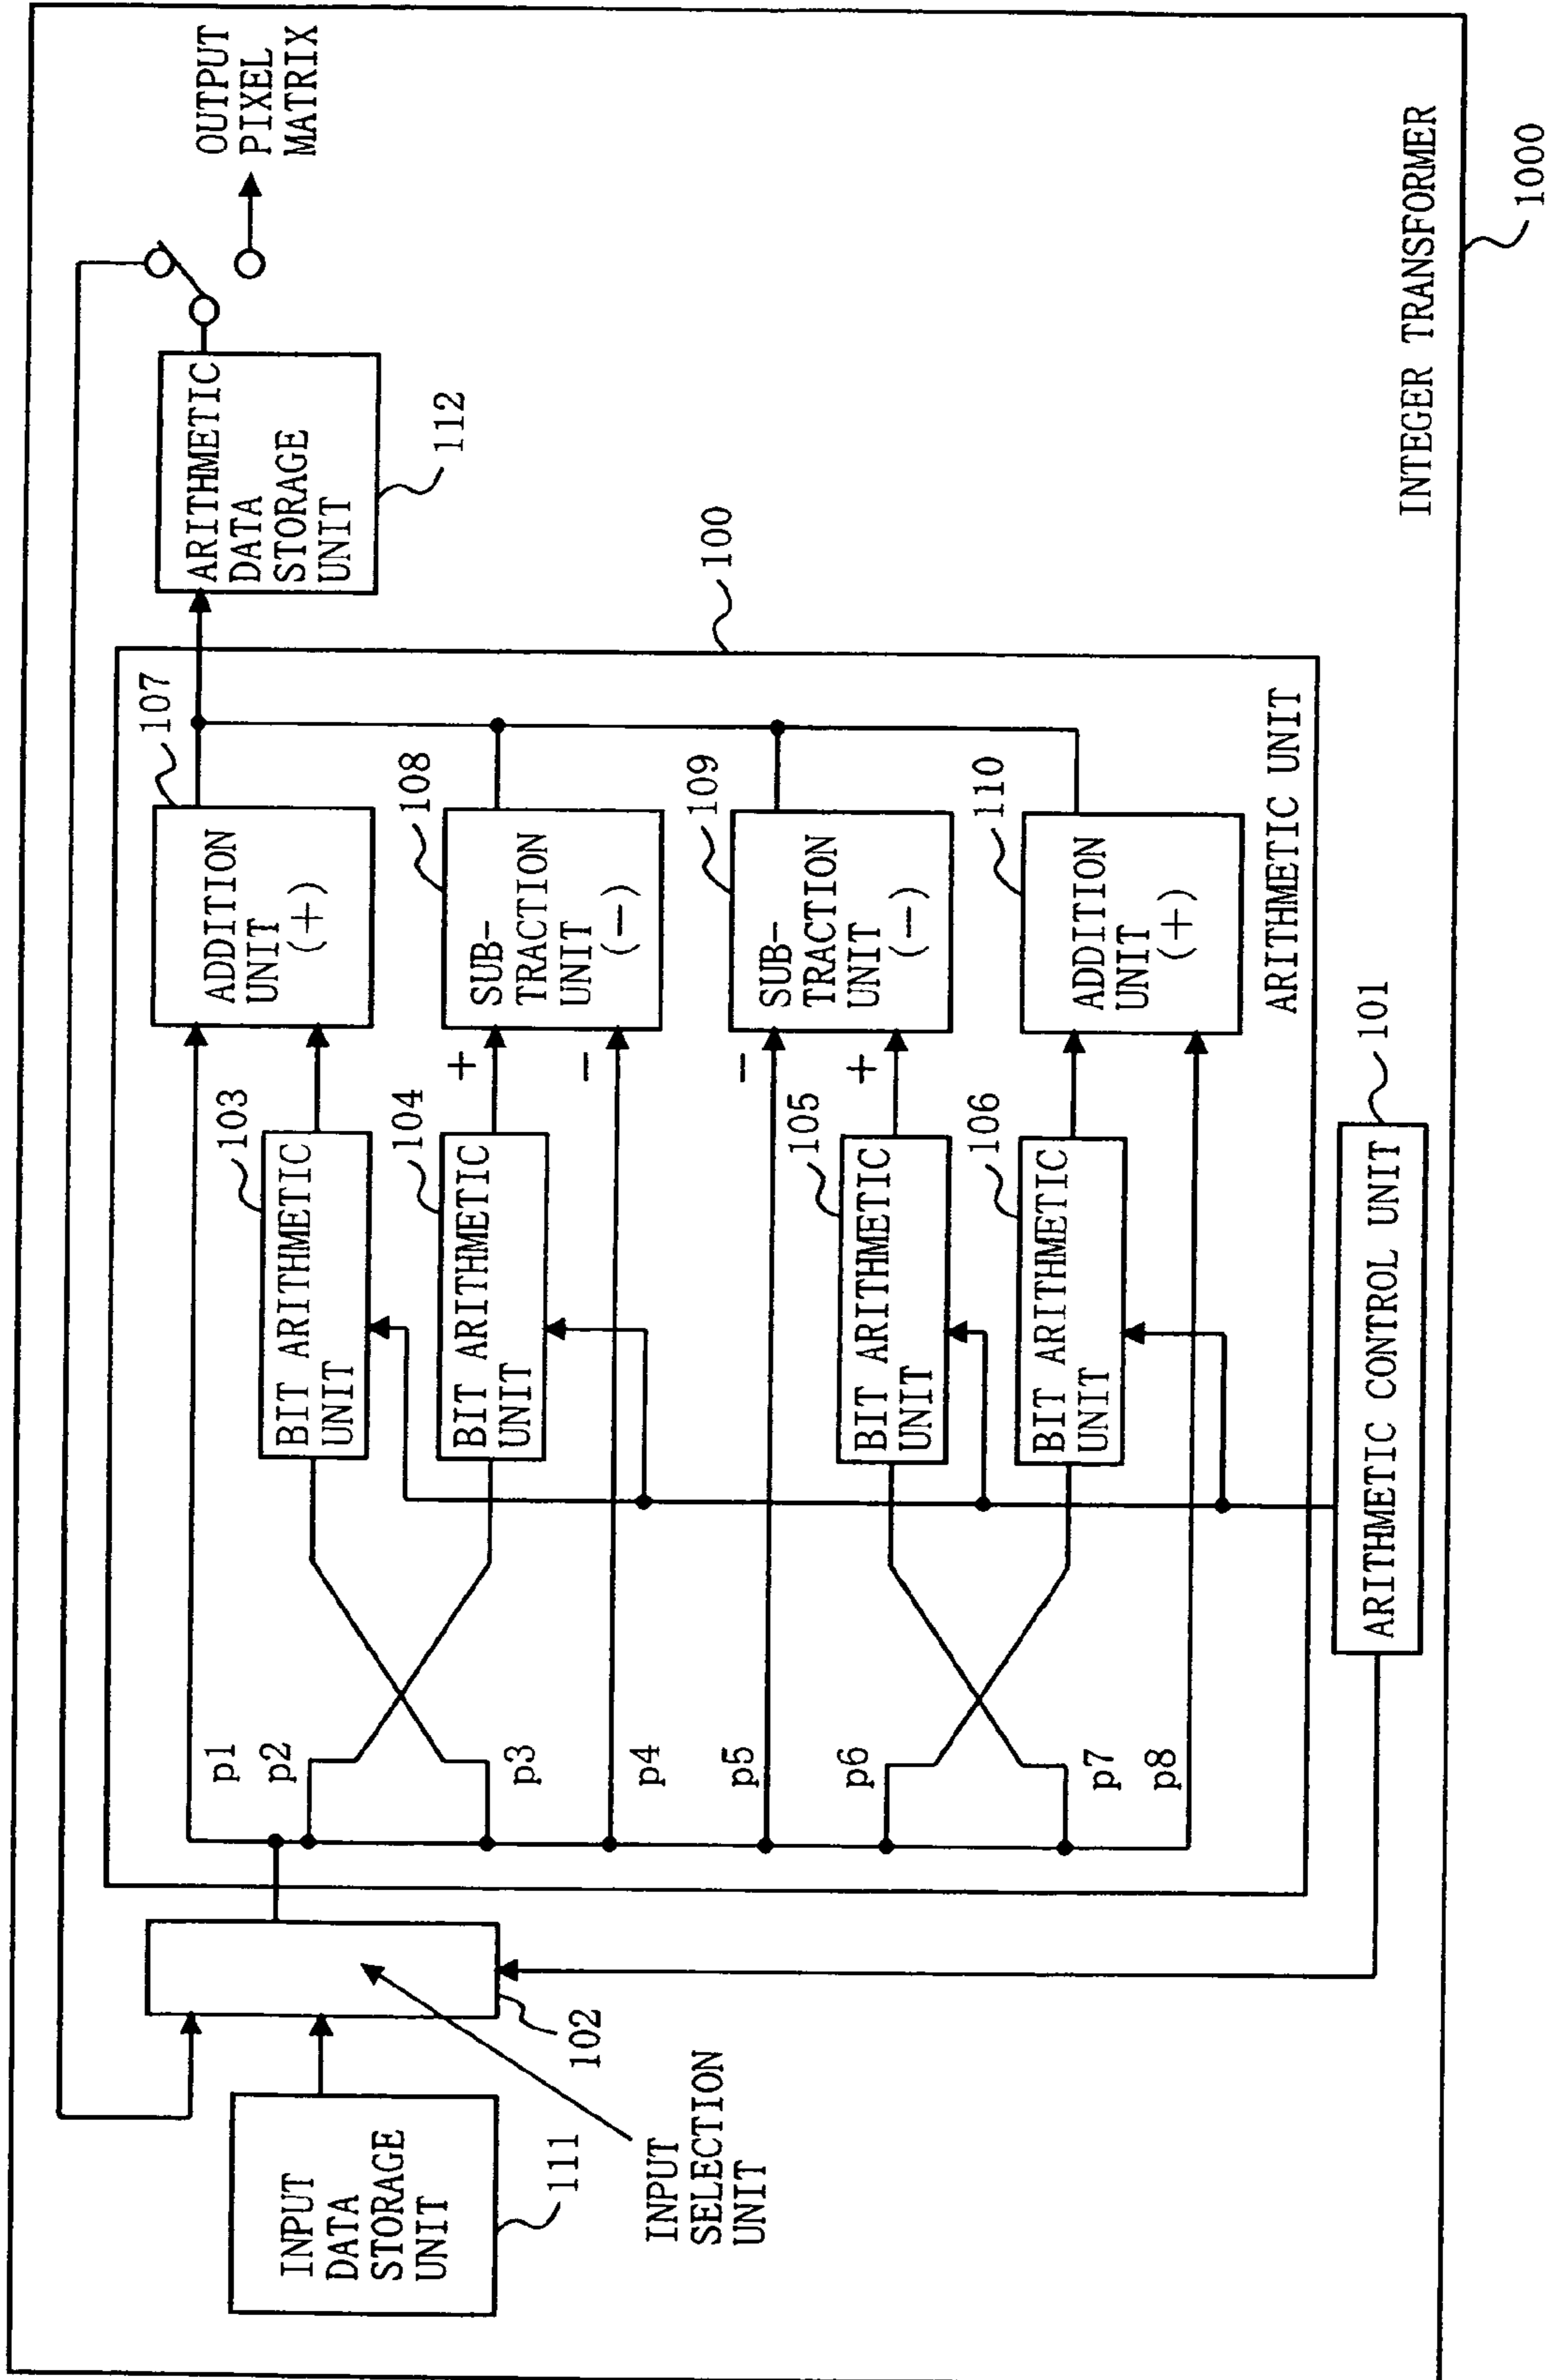 INPUT
DATA
STORAGE
UNIT
111
INPUT
SELECTION
UNIT
102
p1
p2
p3
p4
p5
p6
p7
p8
BIT ARITHMETIC
UNIT
103
BIT ARITHMETIC
UNIT
104
BIT ARITHMETIC
UNIT
105
BIT ARITHMETIC
UNIT
106
+
−
−
+
ADDITION
UNIT
(+)
107
SUB-
TRACTION
UNIT
(−)
108
SUB-
TRACTION
UNIT
(−)
109
ADDITION
UNIT
(+)
110
ARITHMETIC UNIT
100
ARITHMETIC CONTROL UNIT
101
ARITHMETIC
DATA
STORAGE
UNIT
112
OUTPUT
PIXEL
MATRIX
INTEGER TRANSFORMER
1000